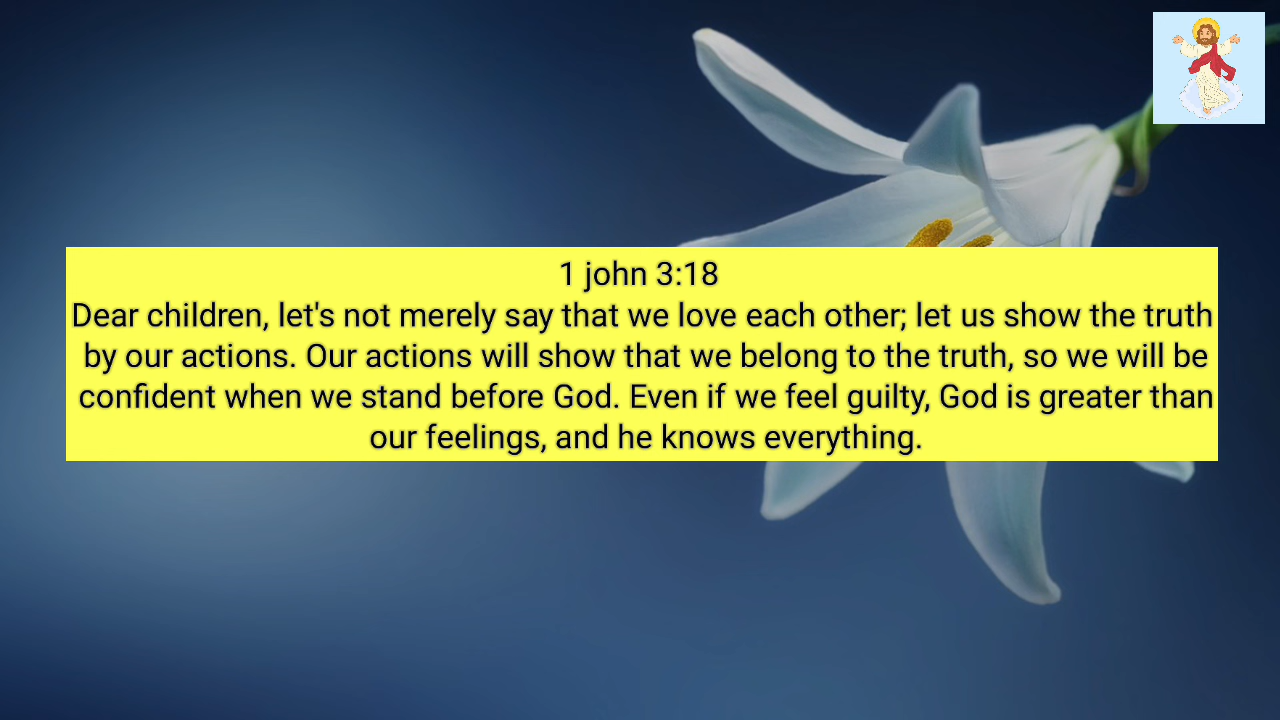 1 john 3:18
Dear children, let's not merely say that we love each other; let us show the truth
by our actions. Our actions will show that we belong to the truth, so we will be
confident when we stand before God. Even if we feel guilty, God is greater than
our feelings, and he knows everything.